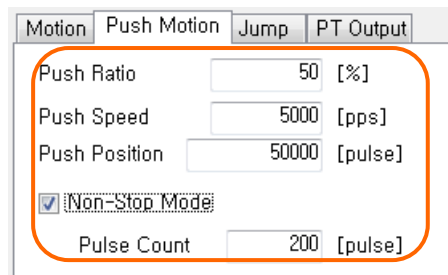 Motion Push Motion Jump PT Output
Push Ratio 50 [%]
Push Speed 5000 [pps]
Push Position 50000 [pulse]
Non-Stop Mode
Pulse Count 200 [pulse]